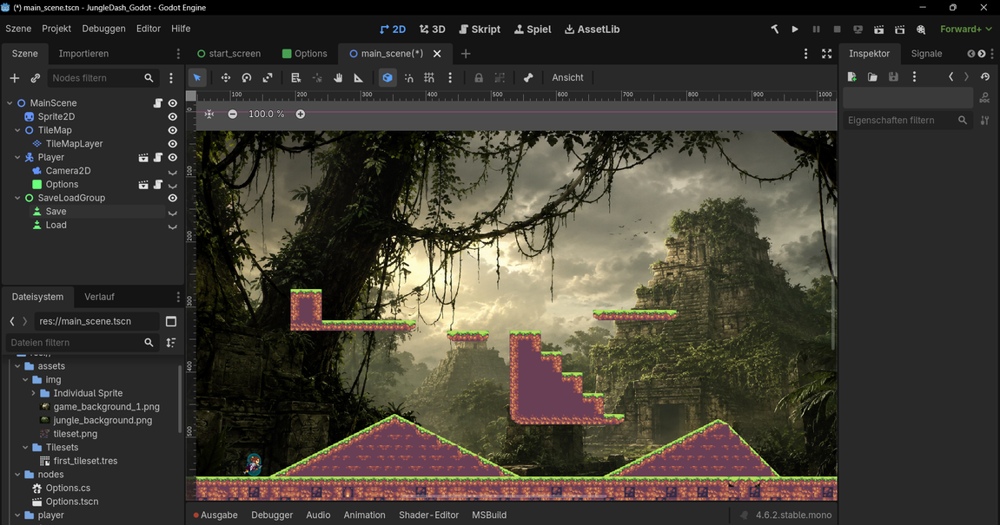 (*) main_scene.tscn - JungleDash_Godot - Godot Engine
Szene Projekt Debuggen Editor Hilfe 2D 3D Skript Spiel AssetLib Forward+
Szene Importieren start_screen Options main_scene(*) Inspektor Signale
Nodes filtern Ansicht
100 200 300 400 500 600 700 800 900 1000
MainScene
100.0 %
Eigenschaften filtern
Sprite2D
TileMap
TileMapLayer
Player
Camera2D
Options
SaveLoadGroup
Save
Load
0
100
200
300
400
500
Dateisystem Verlauf
res://main_scene.tscn
Dateien filtern
assets
img
Individual Sprite
game_background_1.png
jungle_background.png
tileset.png
Tilesets
first_tileset.tres
nodes
Options.cs
Options.tscn
player
Ausgabe Debugger Audio Animation Shader-Editor MSBuild 4.6.2.stable.mono